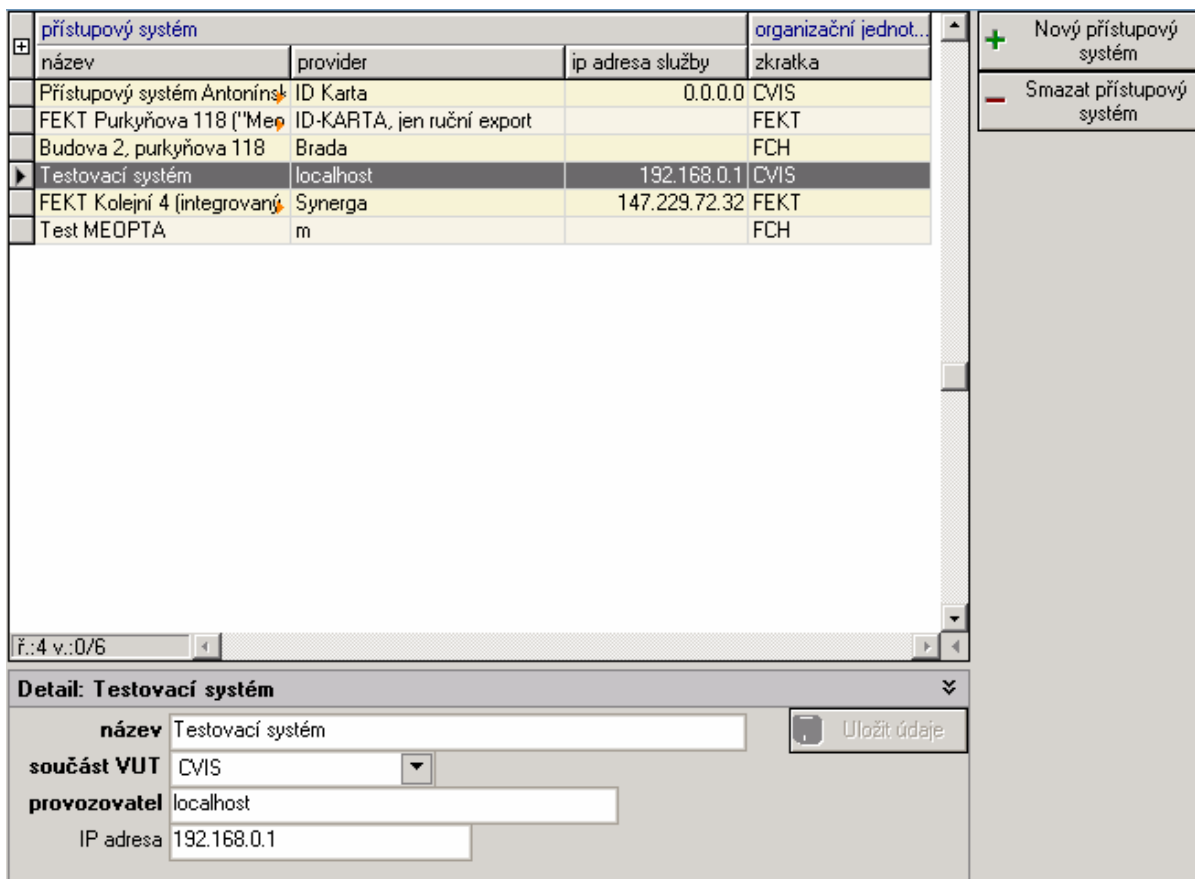 přístupový systém organizační jednot...
název provider ip adresa služby zkratka
Přístupový systém Antonínsk ID Karta 0.0.0.0 CVIS
FEKT Purkyňova 118 ("Meo ID-KARTA, jen ruční export FEKT
Budova 2, purkyňova 118 Brada FCH
Testovací systém localhost 192.168.0.1 CVIS
FEKT Kolejní 4 (integrovaný Synerga 147.229.72.32 FEKT
Test MEOPTA m FCH
Nový přístupový
systém
Smazat přístupový
systém
ř.:4 v.:0/6
Detail: Testovací systém
název Testovací systém
Uložit údaje
součást VUT CVIS
provozovatel localhost
IP adresa 192.168.0.1